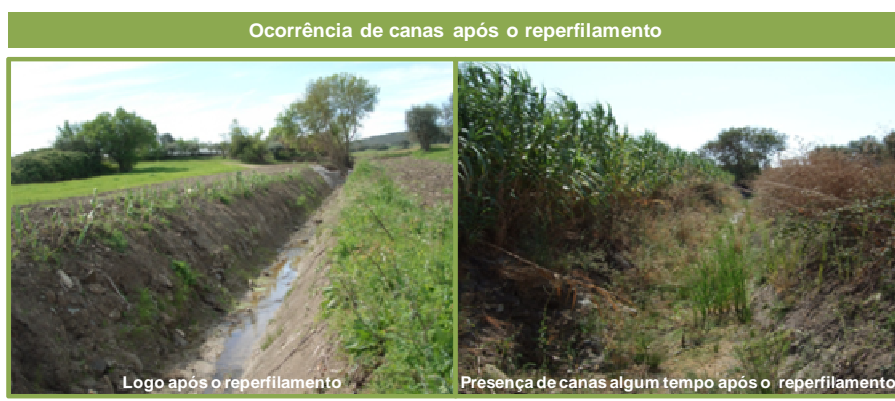 Ocorrência de canas após o reperfilamento
Logo após o reperfilamento
Presença de canas algum tempo após o reperfilamento